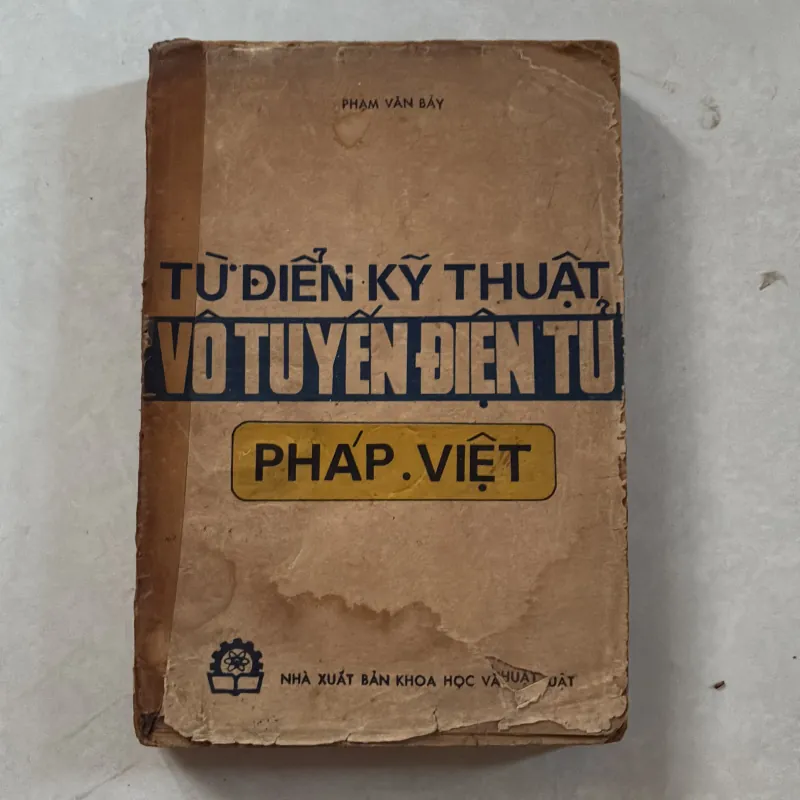 PHẠM VĂN BẢY
TỪ ĐIỂN KỸ THUẬT
VÔ TUYẾN ĐIỆN TỬ
PHÁP.VIỆT
NHÀ XUẤT BẢN KHOA HỌC VÀ